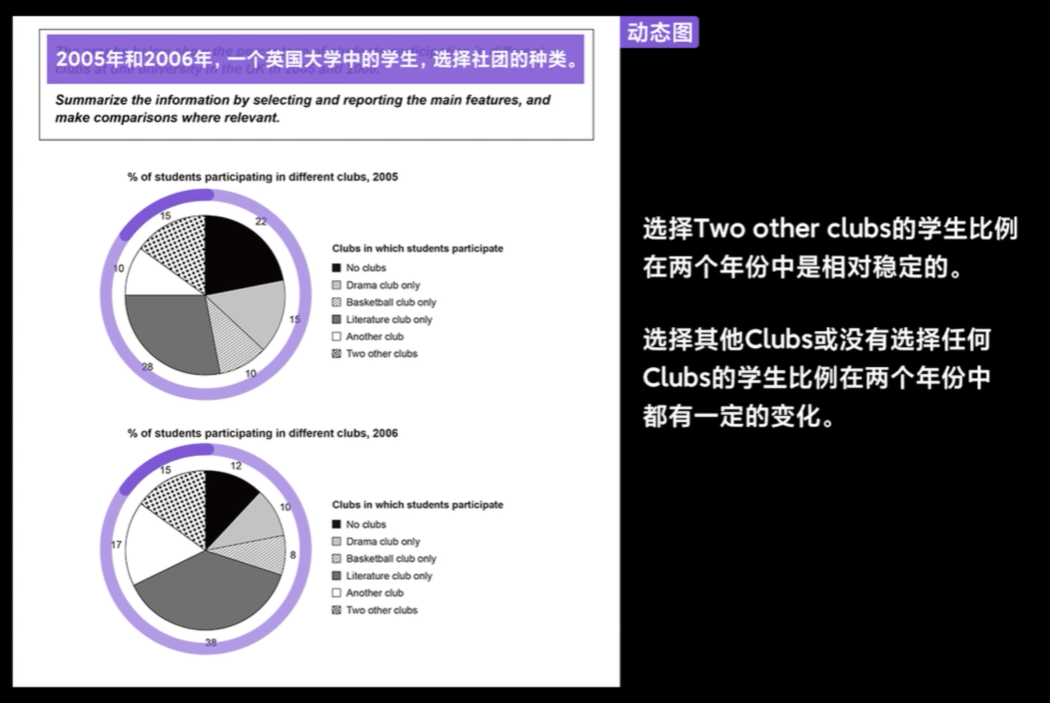 动态图
2005年和2006年，一个英国大学中的学生，选择社团的种类。
Summarize the information by selecting and reporting the main features, and
make comparisons where relevant.
% of students participating in different clubs, 2005
15
22
10
15
28
10
Clubs in which students participate
No clubs
Drama club only
Basketball club only
Literature club only
Another club
Two other clubs
% of students participating in different clubs, 2006
15
12
10
17
8
38
Clubs in which students participate
No clubs
Drama club only
Basketball club only
Literature club only
Another club
Two other clubs
选择Two other clubs的学生比例
在两个年份中是相对稳定的。
选择其他Clubs或没有选择任何
Clubs的学生比例在两个年份中
都有一定的变化。